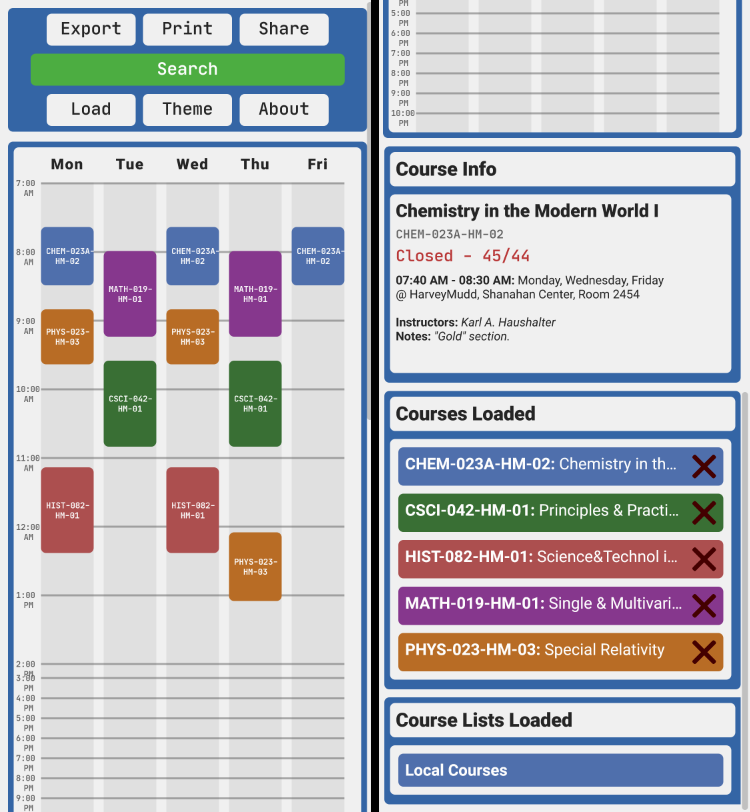 Export Print Share
Search
Load Theme About
Mon Tue Wed Thu Fri
7:00
AM
CHEM-023A-
HM-02
CHEM-023A-
HM-02
CHEM-023A-
HM-02
8:00
AM
MATH-019-
HM-01
MATH-019-
HM-01
9:00
AM
PHYS-023-
HM-03
PHYS-023-
HM-03
10:00
AM
CSCI-042-
HM-01
CSCI-042-
HM-01
11:00
AM
HIST-082-
HM-01
HIST-082-
HM-01
12:00
AM
PHYS-023-
HM-03
1:00
PM
2:00
PM
3:00
PM
4:00
PM
5:00
PM
6:00
PM
7:00
PM
8:00
PM
9:00
PM
PM
5:00
PM
6:00
PM
7:00
PM
8:00
PM
9:00
PM
10:00
PM
Course Info
Chemistry in the Modern World I
CHEM-023A-HM-02
Closed - 45/44
07:40 AM - 08:30 AM: Monday, Wednesday, Friday
@ HarveyMudd, Shanahan Center, Room 2454
Instructors: Karl A. Haushalter
Notes: "Gold" section.
Courses Loaded
CHEM-023A-HM-02: Chemistry in th...
CSCI-042-HM-01: Principles & Practi...
HIST-082-HM-01: Science&Technol i...
MATH-019-HM-01: Single & Multivari...
PHYS-023-HM-03: Special Relativity
Course Lists Loaded
Local Courses